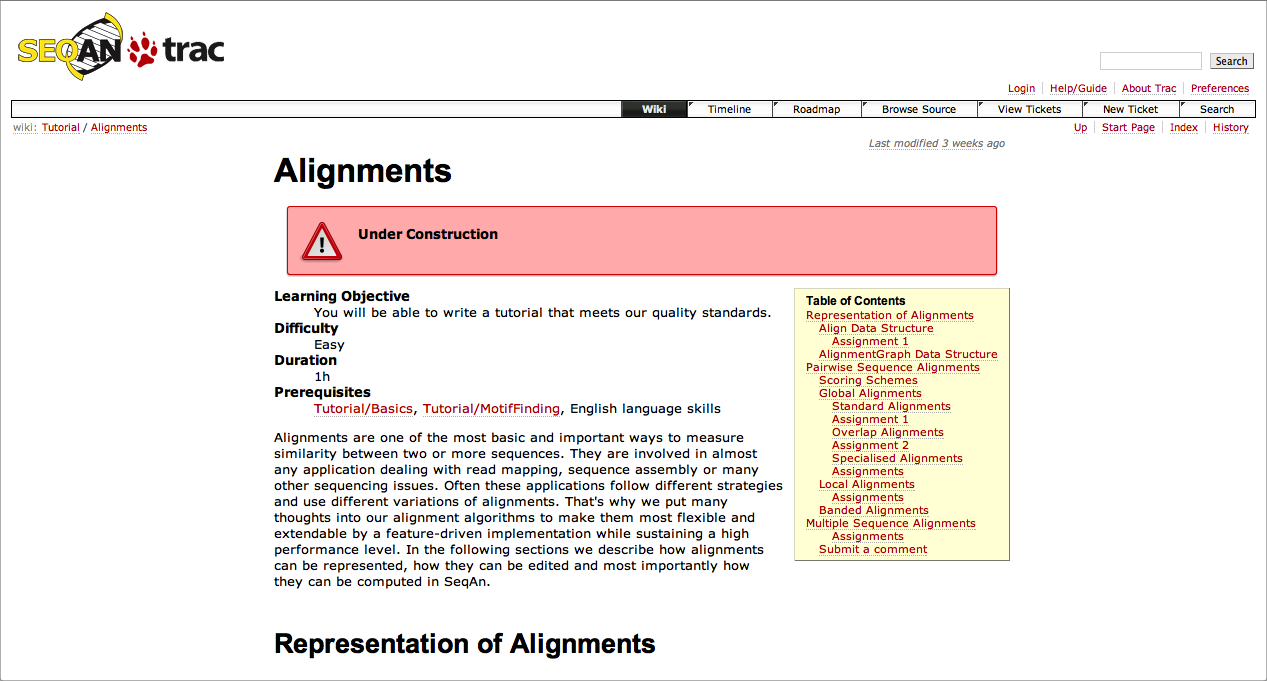 SEQAN trac
Search
Login Help/Guide About Trac Preferences
Wiki Timeline Roadmap Browse Source View Tickets New Ticket Search
wiki: Tutorial / Alignments
Up Start Page Index History
Last modified 3 weeks ago
Alignments
Under Construction
Learning Objective
You will be able to write a tutorial that meets our quality standards.
Difficulty
Easy
Duration
1h
Prerequisites
Tutorial/Basics, Tutorial/MotifFinding, English language skills
Alignments are one of the most basic and important ways to measure
similarity between two or more sequences. They are involved in almost
any application dealing with read mapping, sequence assembly or many
other sequencing issues. Often these applications follow different strategies
and use different variations of alignments. That's why we put many
thoughts into our alignment algorithms to make them most flexible and
extendable by a feature-driven implementation while sustaining a high
performance level. In the following sections we describe how alignments
can be represented, how they can be edited and most importantly how
they can be computed in SeqAn.
Table of Contents
Representation of Alignments
Align Data Structure
Assignment 1
AlignmentGraph Data Structure
Pairwise Sequence Alignments
Scoring Schemes
Global Alignments
Standard Alignments
Assignment 1
Overlap Alignments
Assignment 2
Specialised Alignments
Assignments
Local Alignments
Assignments
Banded Alignments
Multiple Sequence Alignments
Assignments
Submit a comment
Representation of Alignments